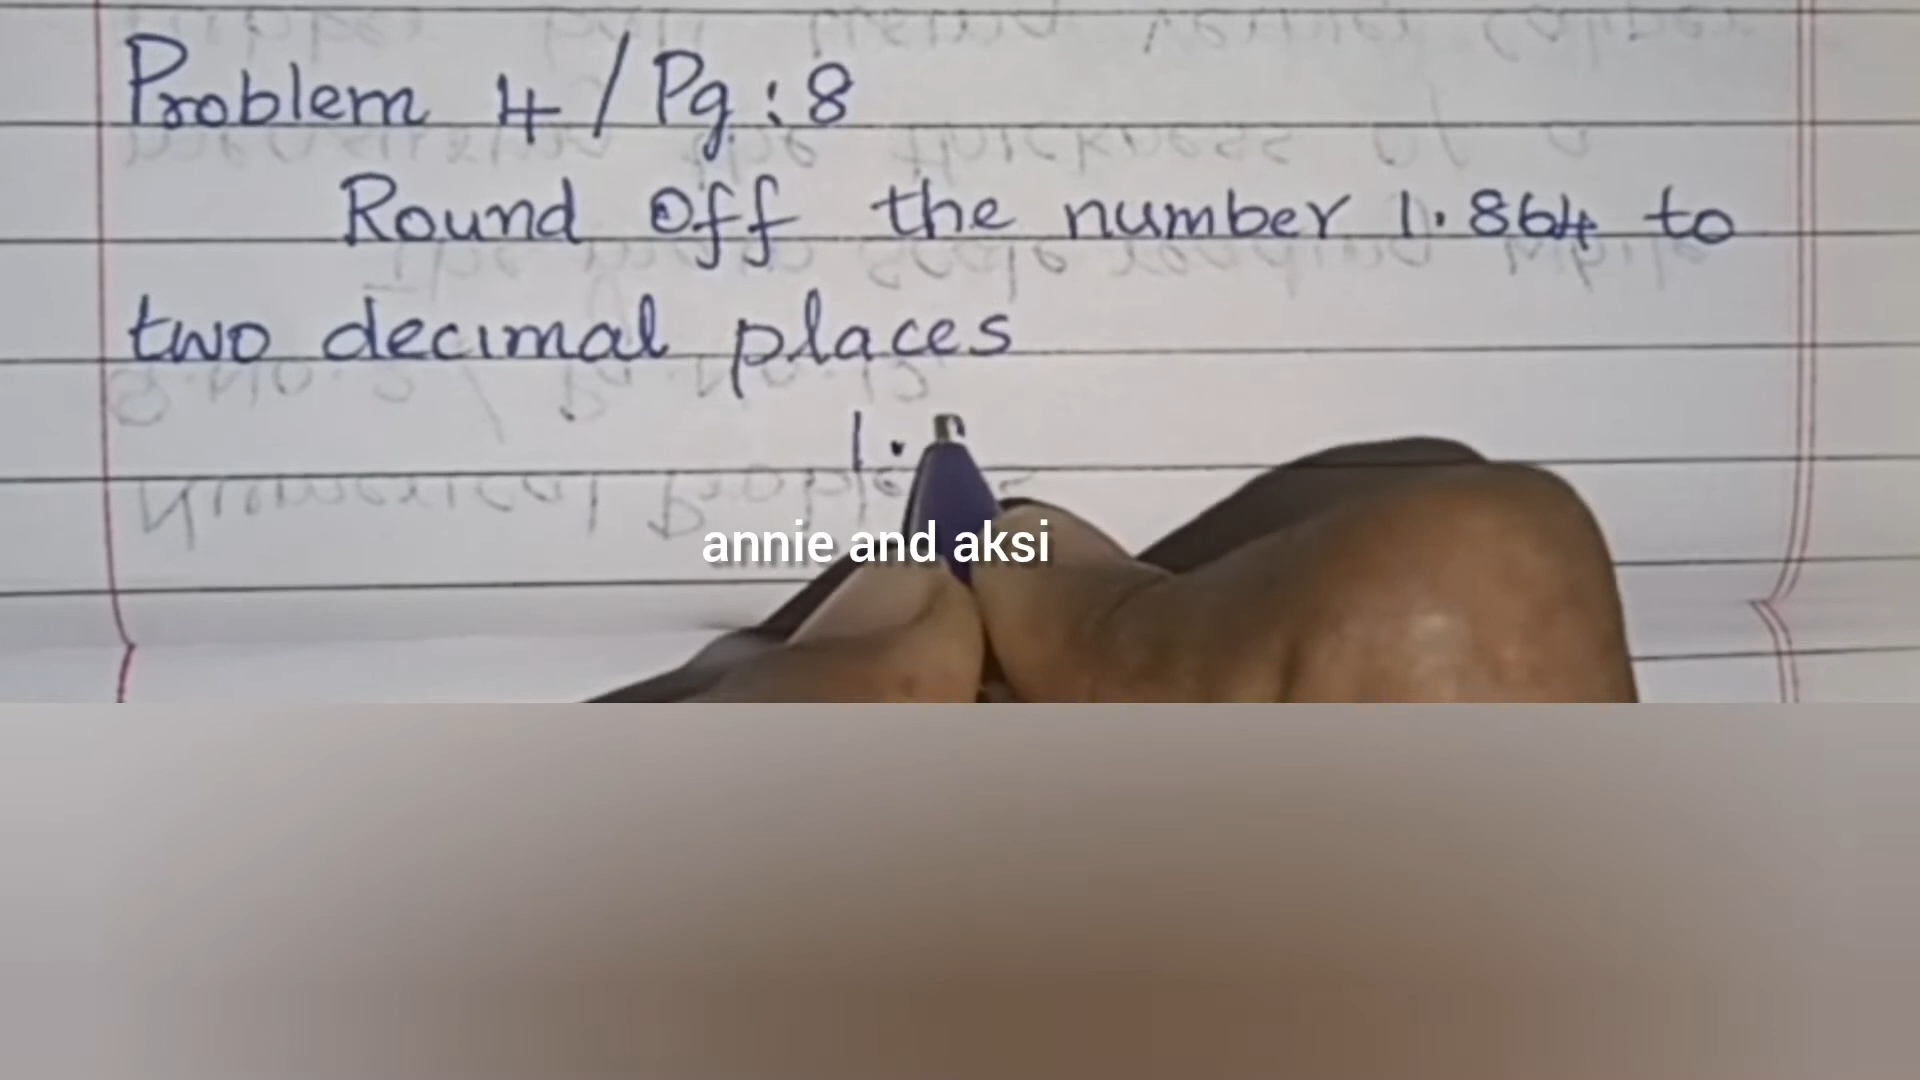 Problem 4 / Pg : 8
Round Off the number 1.864 to
two decimal places
1.
annie and aksi